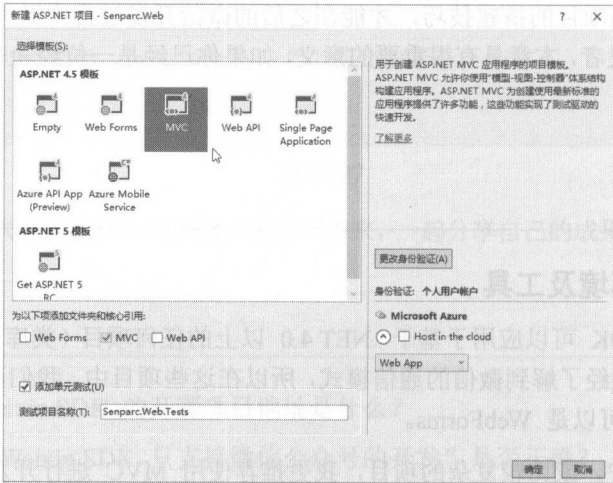 新建 ASP.NET 项目 - Senparc.Web
? ×
选择模板(S):
ASP.NET 4.5 模板
Empty
Web Forms
MVC
Web API
Single Page
Application
Azure API App
(Preview)
Azure Mobile
Service
ASP.NET 5 模板
Get ASP.NET 5
RC
用于创建 ASP.NET MVC 应用程序的项目模板。
ASP.NET MVC 允许你使用“模型-视图-控制器”体系结构
构建应用程序。ASP.NET MVC 为创建使用最新标准的
应用程序提供了许多功能，这些功能实现了测试驱动的
快速开发。
了解更多
更改身份验证(A)
身份验证: 个人用户帐户
Microsoft Azure
Host in the cloud
Web App
为以下项添加文件夹和核心引用:
Web Forms
MVC
Web API
添加单元测试(U)
测试项目名称(T):
Senparc.Web.Tests
确定
取消